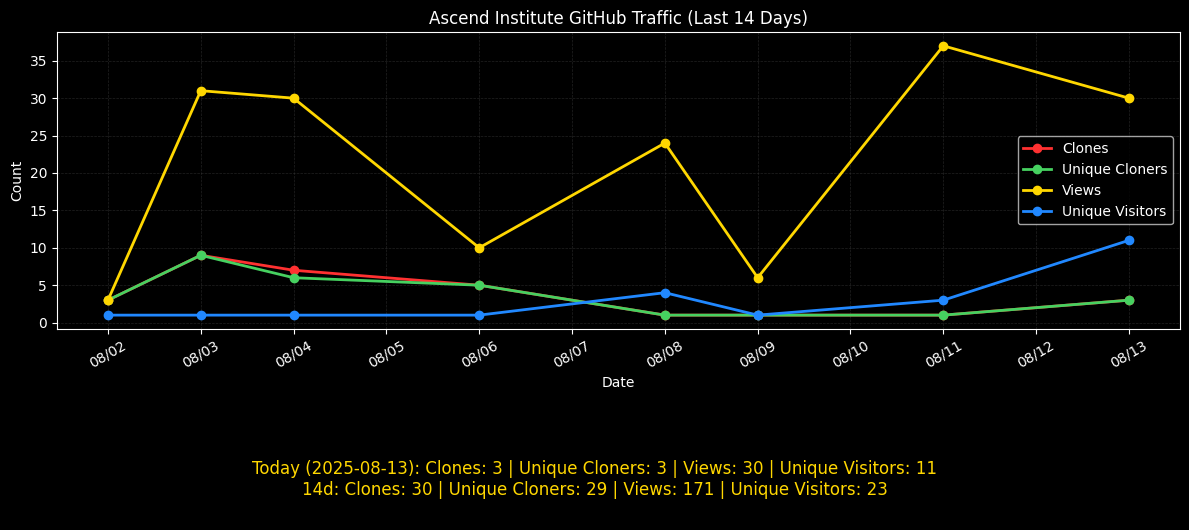 Ascend Institute GitHub Traffic (Last 14 Days)
35
30
25
20
15
10
5
0
Count
Clones
Unique Cloners
Views
Unique Visitors
08/02 08/03 08/04 08/05 08/06 08/07 08/08 08/09 08/10 08/11 08/12 08/13
Date
Today (2025-08-13): Clones: 3 | Unique Cloners: 3 | Views: 30 | Unique Visitors: 11
14d: Clones: 30 | Unique Cloners: 29 | Views: 171 | Unique Visitors: 23